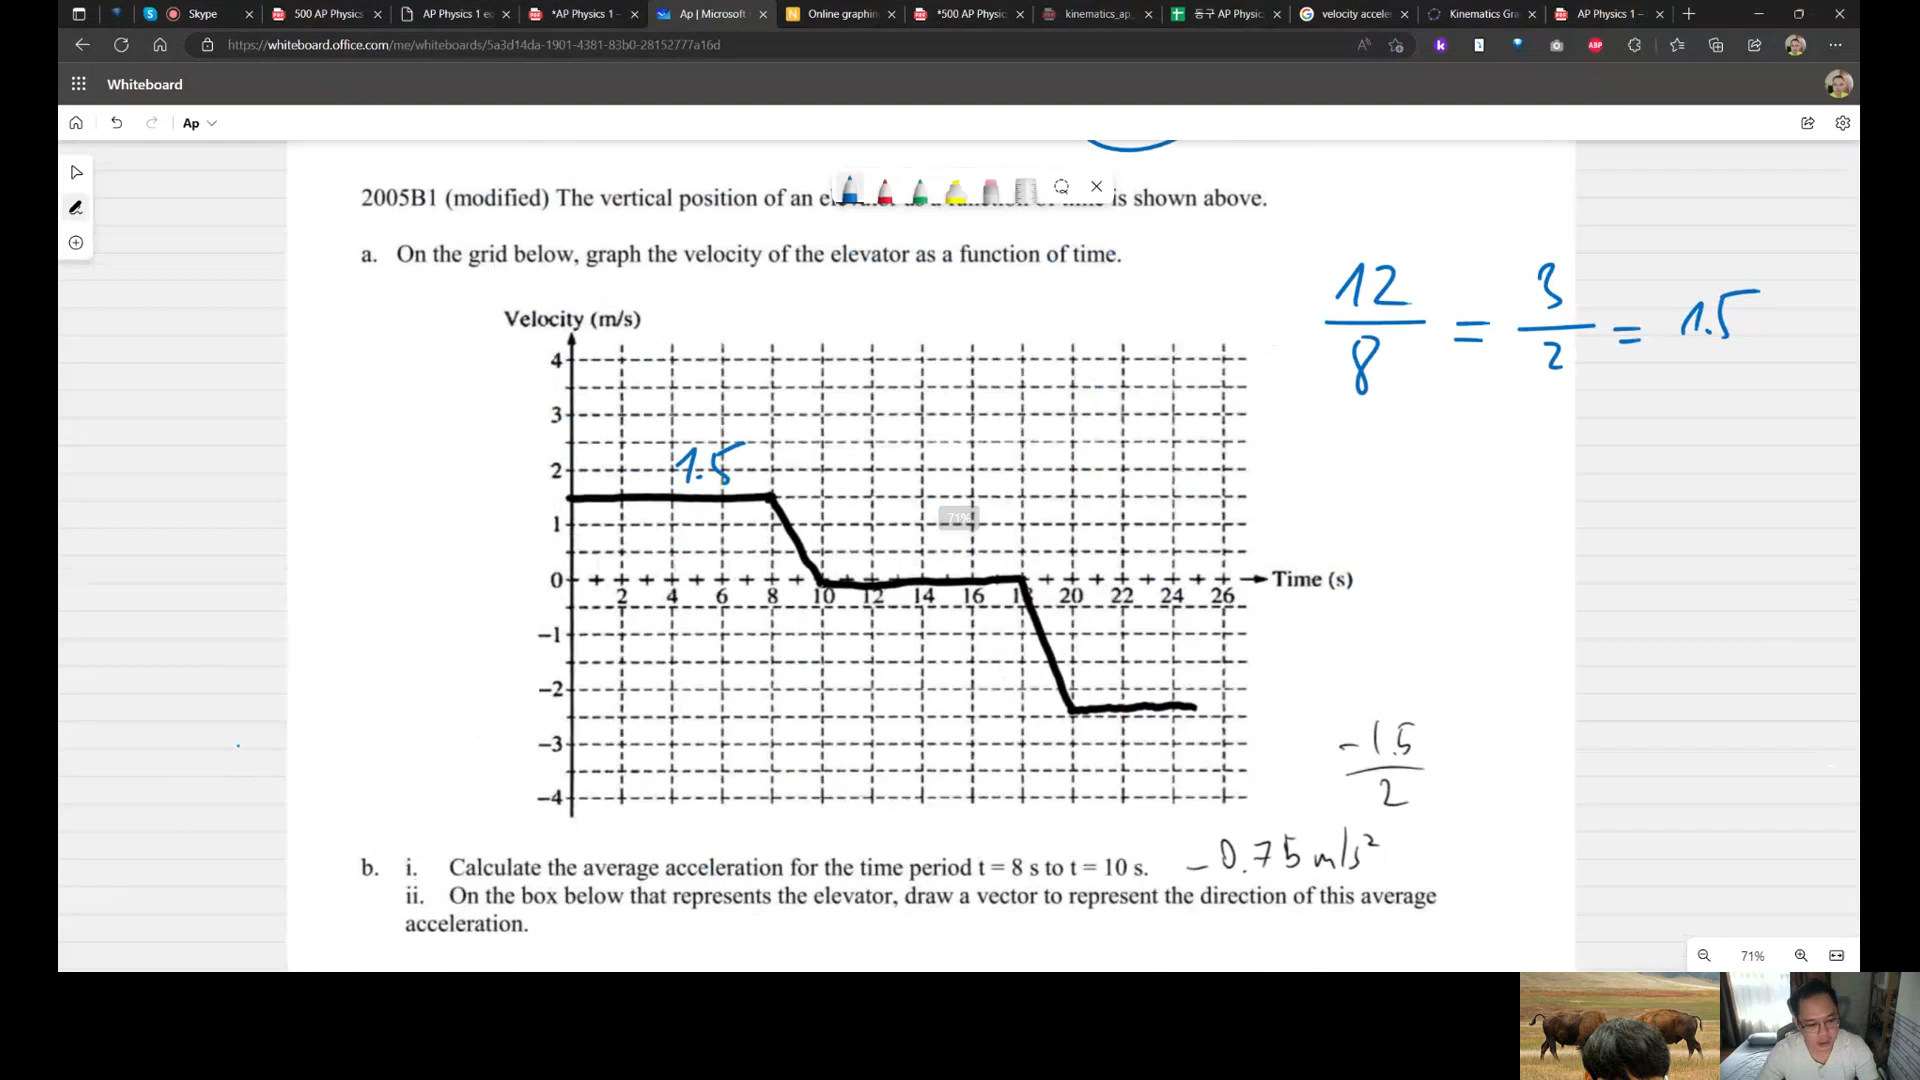 Skype
500 AP Physics
AP Physics 1 eq
*AP Physics 1 –
Ap | Microsoft
Online graphin
*500 AP Physic
kinematics_ap_
동구 AP Physic
velocity accele
Kinematics Gra
AP Physics 1 –
https://whiteboard.office.com/me/whiteboards/5a3d14da-1901-4381-83b0-28152777a16d
Whiteboard
Ap
2005B1 (modified) The vertical position of an is shown above.
a. On the grid below, graph the velocity of the elevator as a function of time.
12
8
=
3
2
= 1.5
Velocity (m/s)
4
3
2
1.5
1
71%
0
Time (s)
2 4 6 8 10 12 14 16 20 22 24 26
–1
–2
–3
–4
-1.5
2
b. i. Calculate the average acceleration for the time period t = 8 s to t = 10 s.
-0.75 m/s²
ii. On the box below that represents the elevator, draw a vector to represent the direction of this average
acceleration.
71%